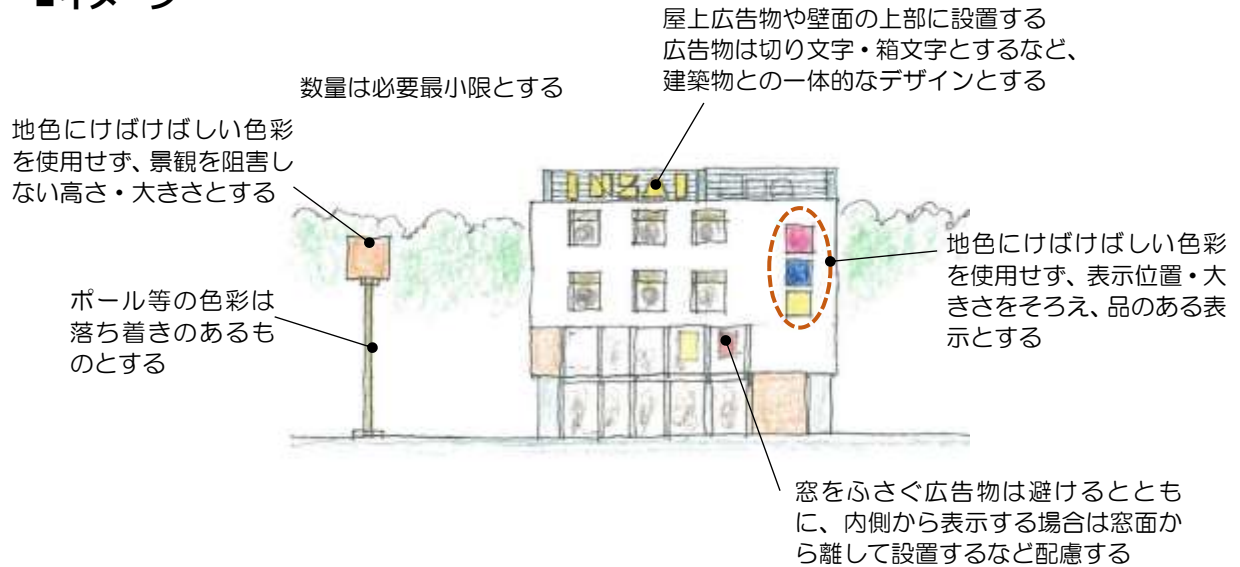 ■イメージ
屋上広告物や壁面の上部に設置する
広告物は切り文字・箱文字とするなど、
建築物との一体的なデザインとする
数量は必要最小限とする
地色にけばけばしい色彩
を使用せず、景観を阻害し
ない高さ・大きさとする
INZAI
地色にけばけばしい色彩
を使用せず、表示位置・大
きさをそろえ、品のある表
示とする
ポール等の色彩は
落ち着きのあるも
のとする
窓をふさぐ広告物は避けるととも
に、内側から表示する場合は窓面か
ら離して設置するなど配慮する